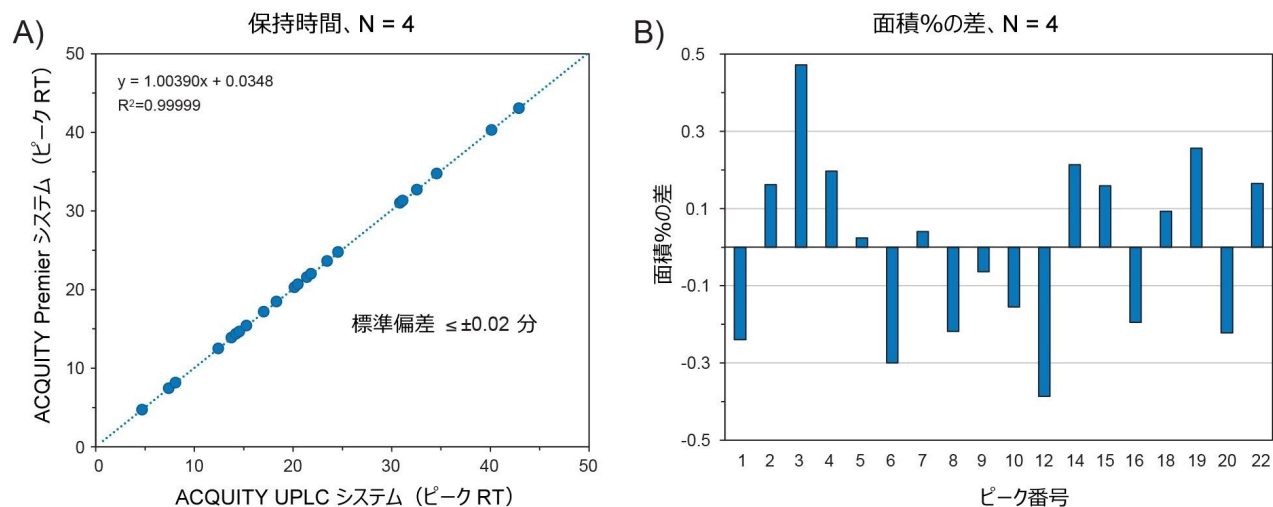 A)
保持時間、N = 4
y = 1.00390x + 0.0348
R²=0.99999
標準偏差 ≤±0.02 分
ACQUITY Premier システム（ピーク RT）
50
40
30
20
10
0
0 10 20 30 40 50
ACQUITY UPLC システム（ピーク RT）
B)
面積%の差、N = 4
面積%の差
0.5
0.3
0.1
-0.1
-0.3
-0.5
1 2 3 4 5 6 7 8 9 10 12 14 15 16 18 19 20 22
ピーク番号